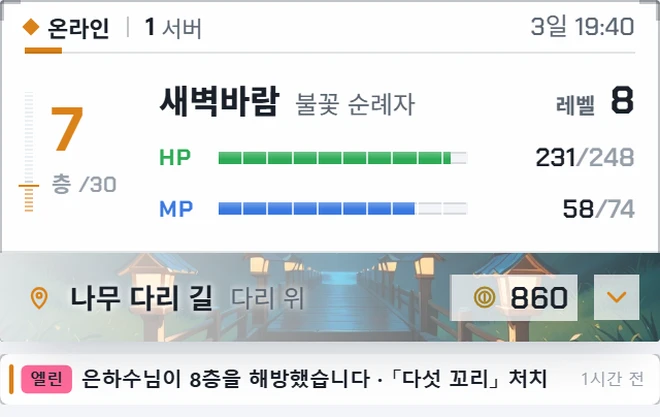 온라인 1 서버 3일 19:40
새벽바람 불꽃 순례자 레벨 8
7
층 /30
HP 231/248
MP 58/74
나무 다리 길 다리 위 860
엘린 은하수님이 8층을 해방했습니다 · 「다섯 꼬리」 처치 1시간 전